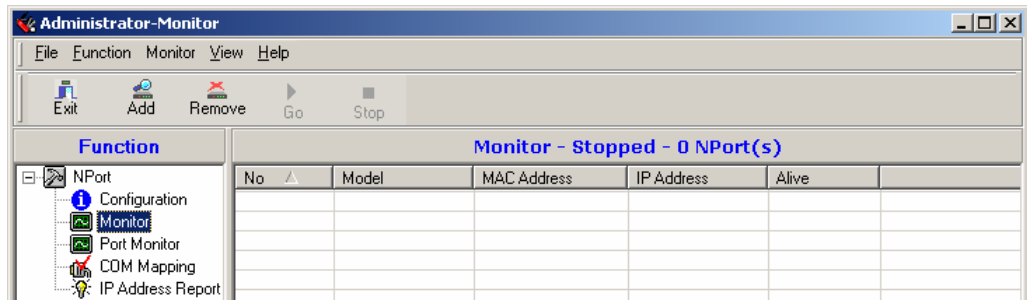 Administrator-Monitor
File Function Monitor View Help
Exit Add Remove Go Stop
Function
Monitor - Stopped - 0 NPort(s)
No Model MAC Address IP Address Alive
NPort
Configuration
Monitor
Port Monitor
COM Mapping
IP Address Report